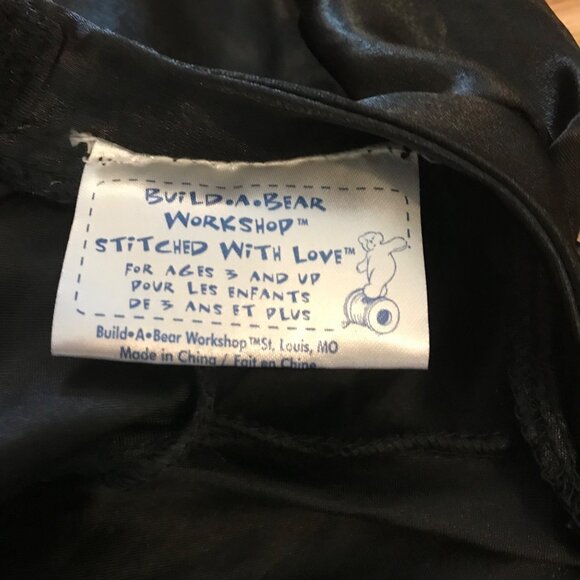 BUILD•A•BEAR
WORKSHOP™
STITCHED WITH LOVE™
FOR AGES 3 AND UP
POUR LES ENFANTS
DE 3 ANS ET PLUS
Build•A•Bear Workshop™St. Louis, MO
Made in China / Fait en Chine